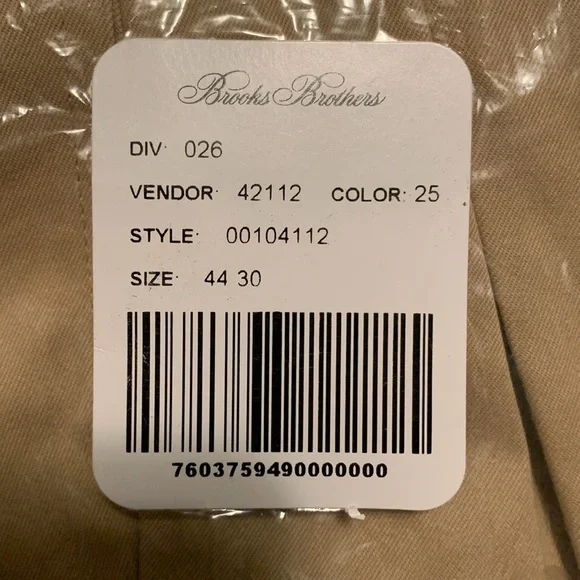 Brooks Brothers
DIV: 026
VENDOR: 42112 COLOR: 25
STYLE: 00104112
SIZE: 44 30
7603759490000000